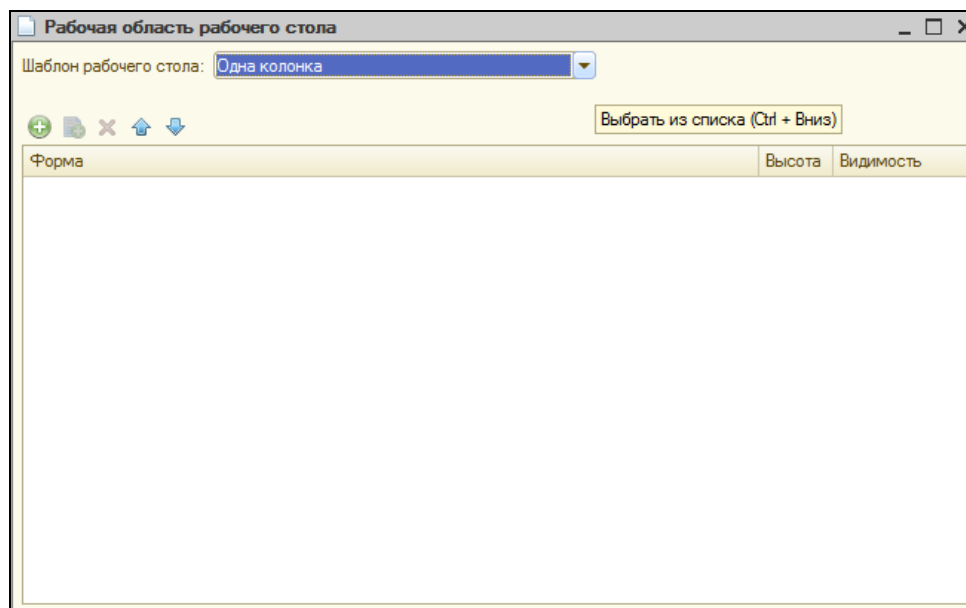 Рабочая область рабочего стола
Шаблон рабочего стола: Одна колонка
Выбрать из списка (Ctrl + Вниз)
Форма Высота Видимость